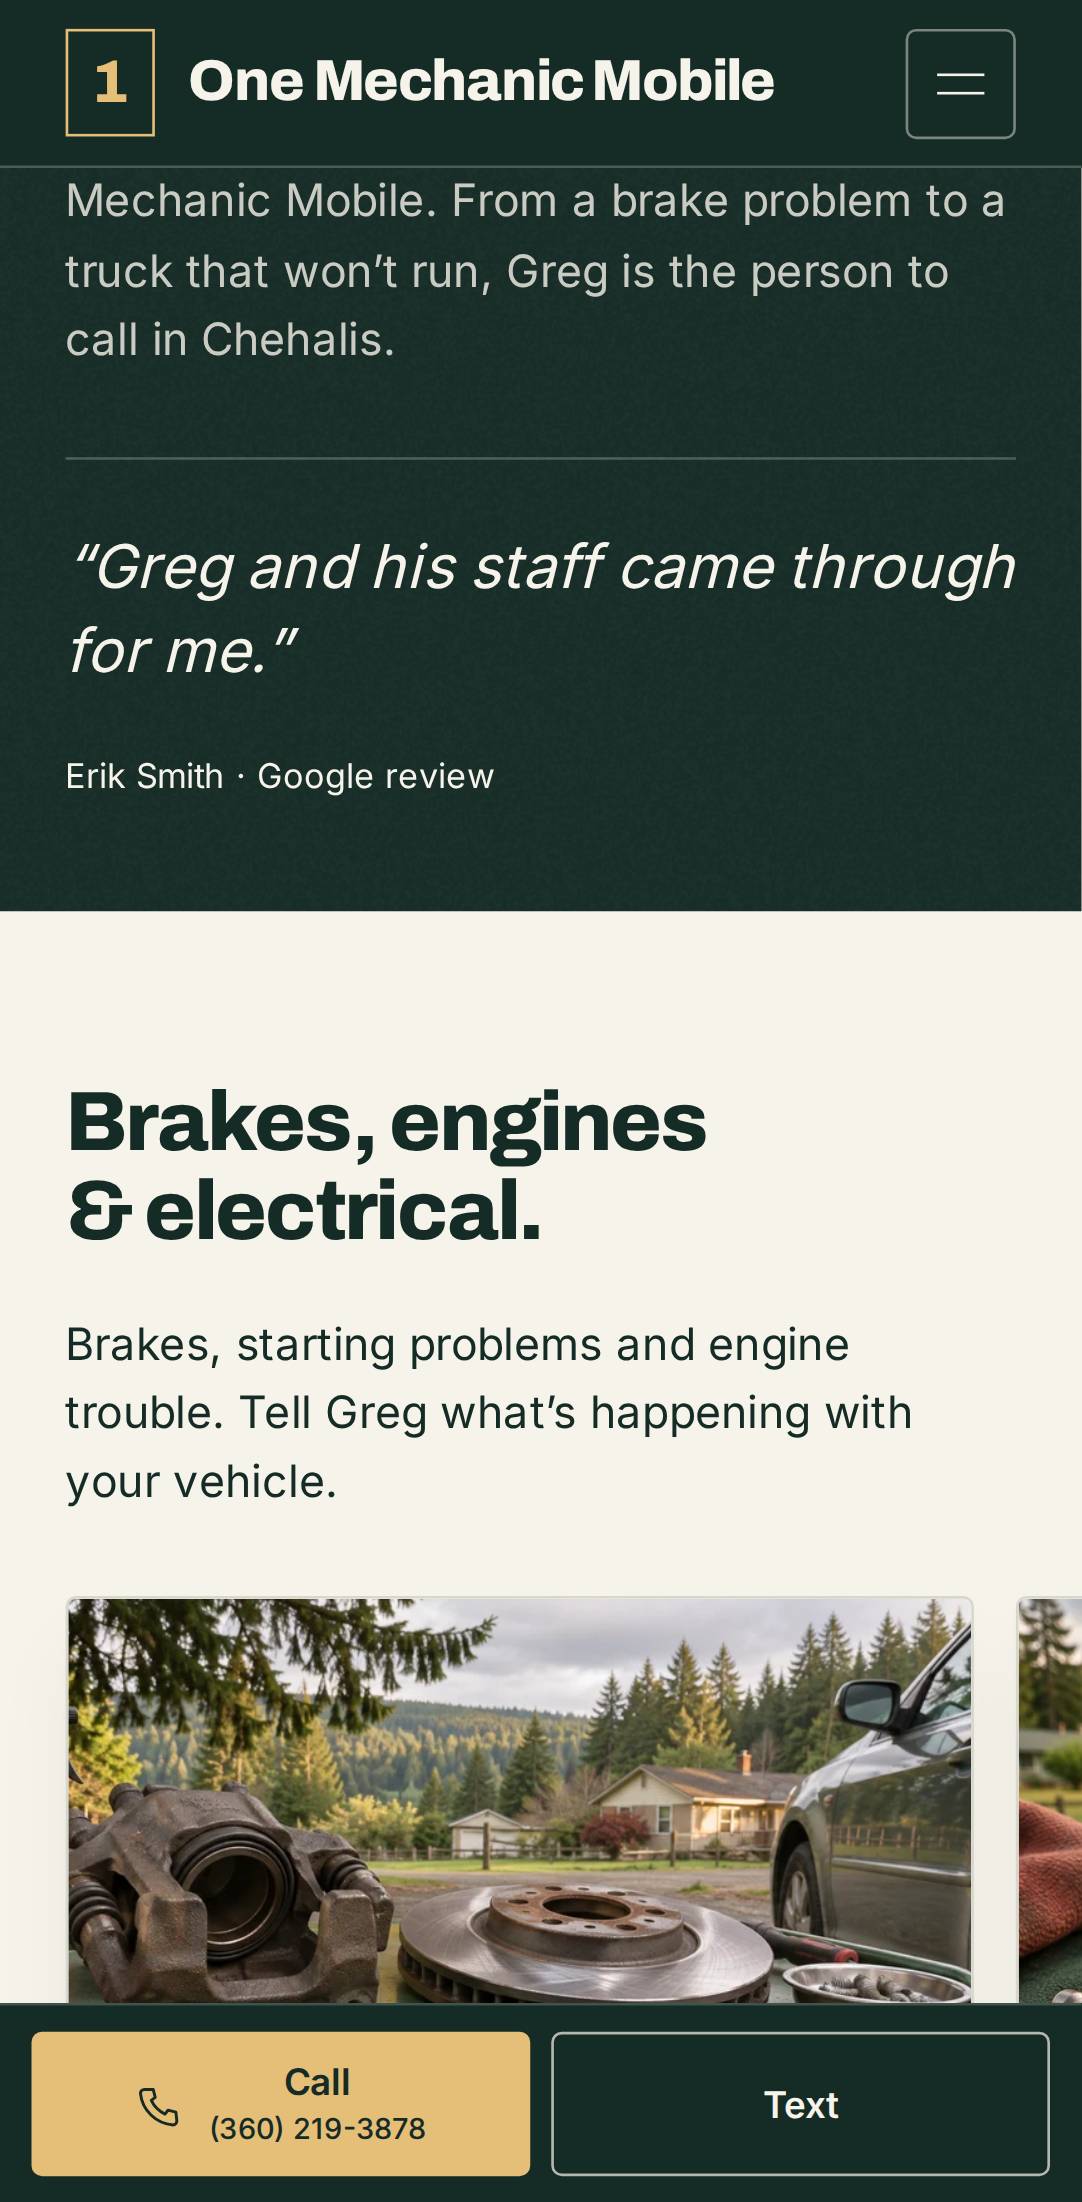 1
One Mechanic Mobile
Mechanic Mobile. From a brake problem to a
truck that won’t run, Greg is the person to
call in Chehalis.
“Greg and his staff came through
for me.”
Erik Smith · Google review
Brakes, engines
& electrical.
Brakes, starting problems and engine
trouble. Tell Greg what’s happening with
your vehicle.
Call
(360) 219-3878
Text